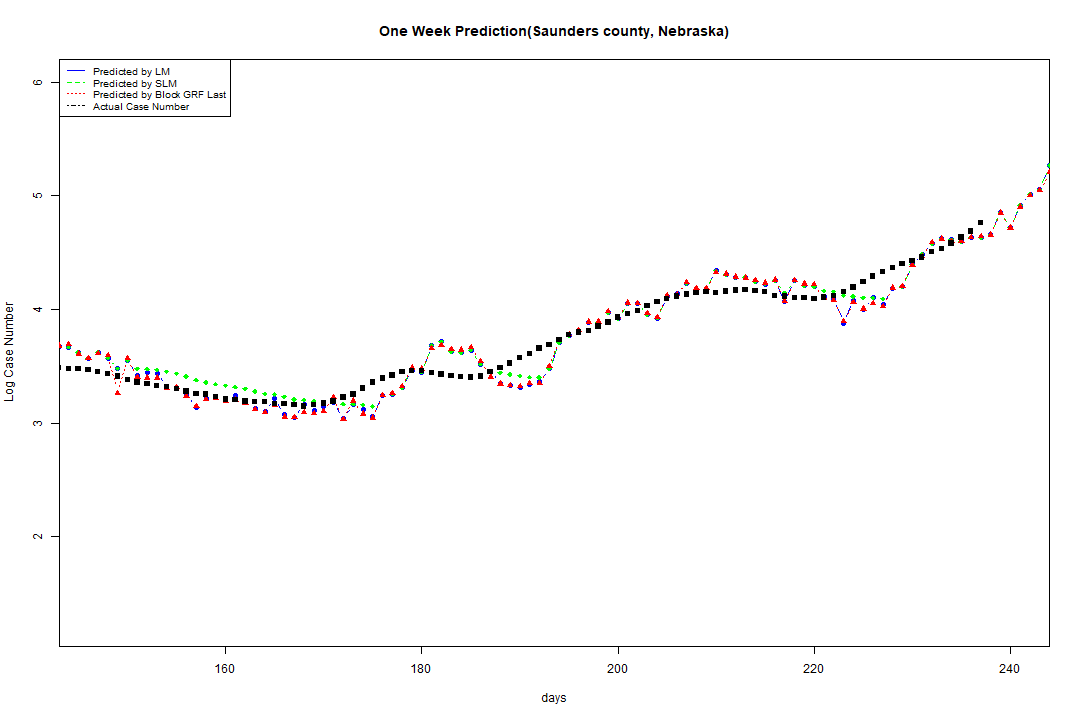 One Week Prediction(Saunders county, Nebraska)
Predicted by LM
Predicted by SLM
Predicted by Block GRF Last
Actual Case Number
6
5
4
3
2
Log Case Number
160
180
200
220
240
days